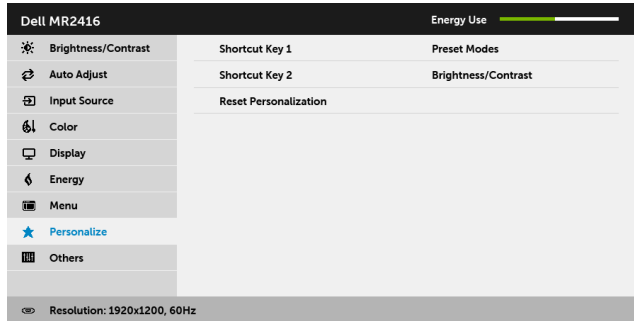 Dell MR2416 Energy Use
Brightness/Contrast Shortcut Key 1 Preset Modes
Auto Adjust Shortcut Key 2 Brightness/Contrast
Input Source Reset Personalization
Color
Display
Energy
Menu
Personalize
Others
Resolution: 1920x1200, 60Hz